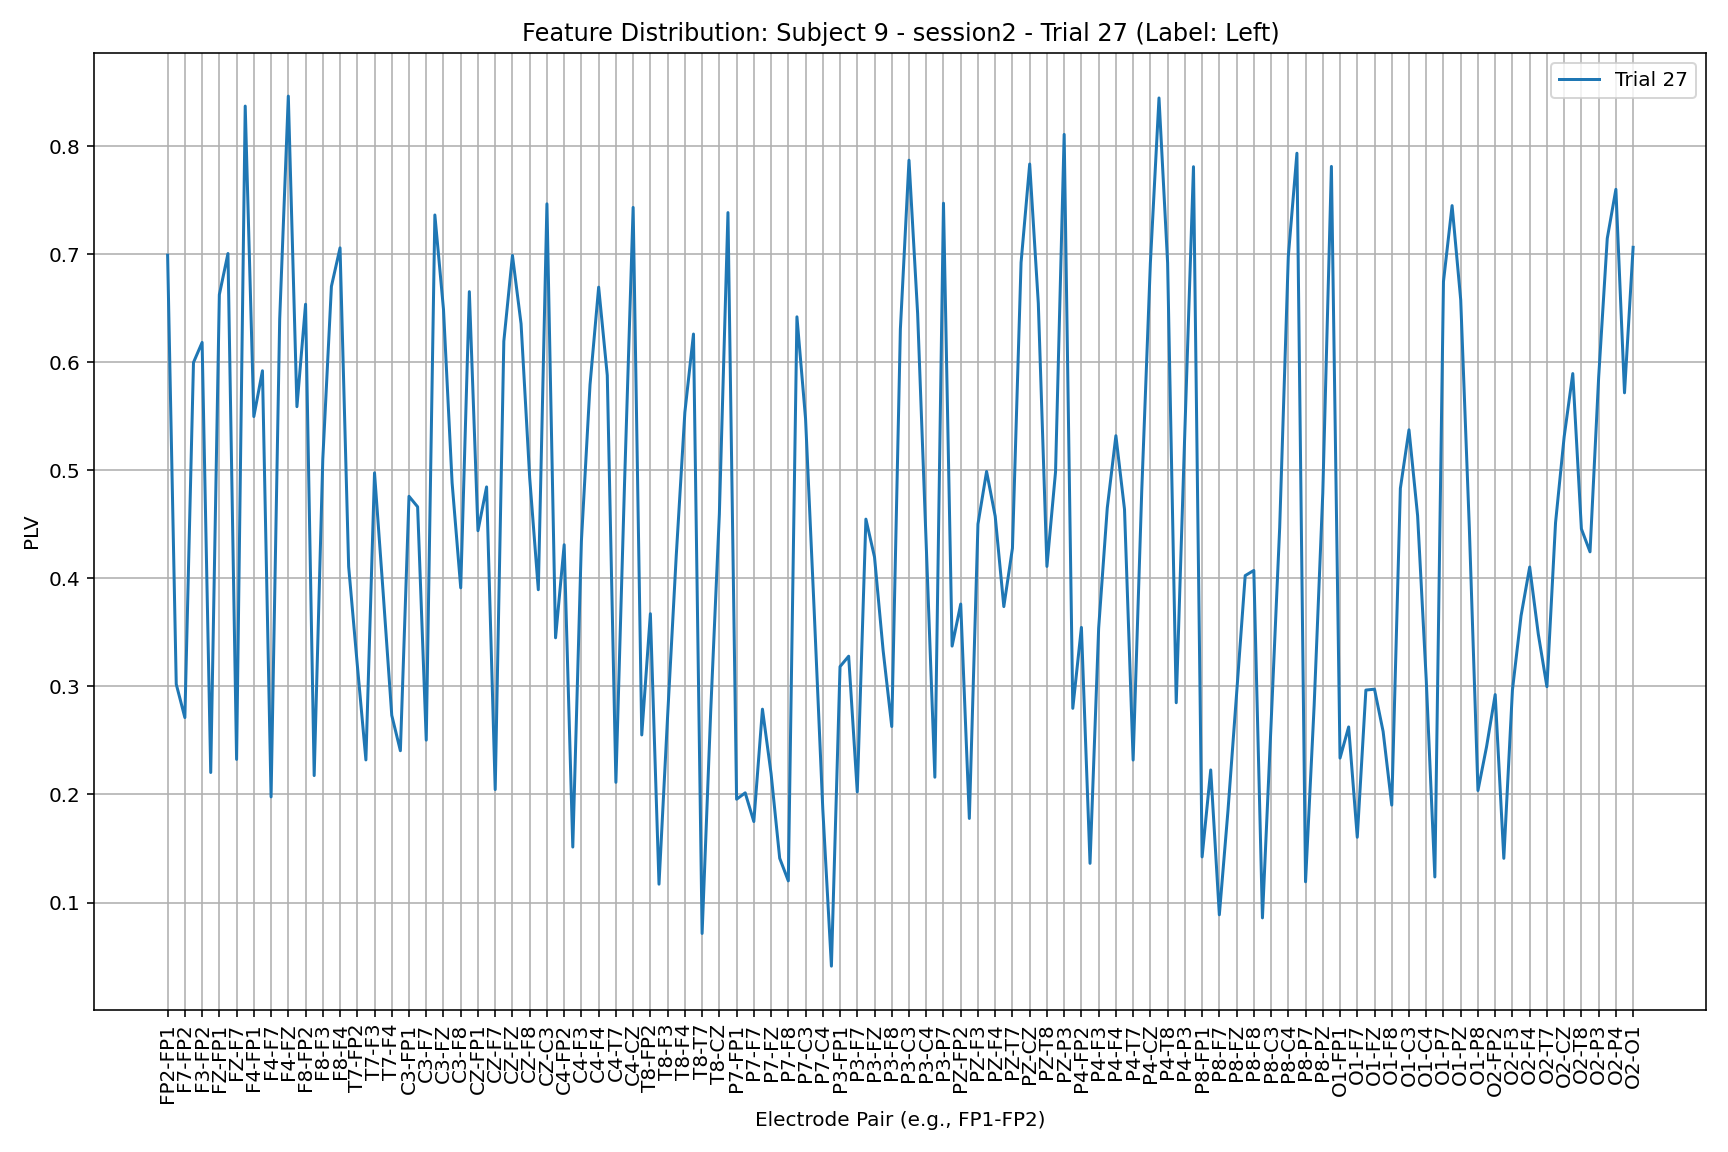 Feature Distribution: Subject 9 - session2 - Trial 27 (Label: Left)
Trial 27
PLV
0.8
0.7
0.6
0.5
0.4
0.3
0.2
0.1
FP2-FP1
F7-FP2
F3-FP2
FZ-FP1
FZ-F7
F4-FP1
F4-F7
F4-FZ
F8-FP2
F8-F3
F8-F4
T7-FP2
T7-F3
T7-F4
C3-FP1
C3-F7
C3-FZ
C3-F8
CZ-FP1
CZ-F7
CZ-FZ
CZ-F8
CZ-C3
C4-FP2
C4-F3
C4-F4
C4-T7
C4-CZ
T8-FP2
T8-F3
T8-F4
T8-T7
T8-CZ
P7-FP1
P7-F7
P7-FZ
P7-F8
P7-C3
P7-C4
P3-FP1
P3-F7
P3-FZ
P3-F8
P3-C3
P3-C4
P3-P7
PZ-FP2
PZ-F3
PZ-F4
PZ-T7
PZ-CZ
PZ-T8
PZ-P3
P4-FP2
P4-F3
P4-F4
P4-T7
P4-CZ
P4-T8
P4-P3
P8-FP1
P8-F7
P8-FZ
P8-F8
P8-C3
P8-C4
P8-P7
P8-PZ
O1-FP1
O1-F7
O1-FZ
O1-F8
O1-C3
O1-C4
O1-P7
O1-PZ
O1-P8
O2-FP2
O2-F3
O2-F4
O2-T7
O2-CZ
O2-T8
O2-P3
O2-P4
O2-O1
Electrode Pair (e.g., FP1-FP2)